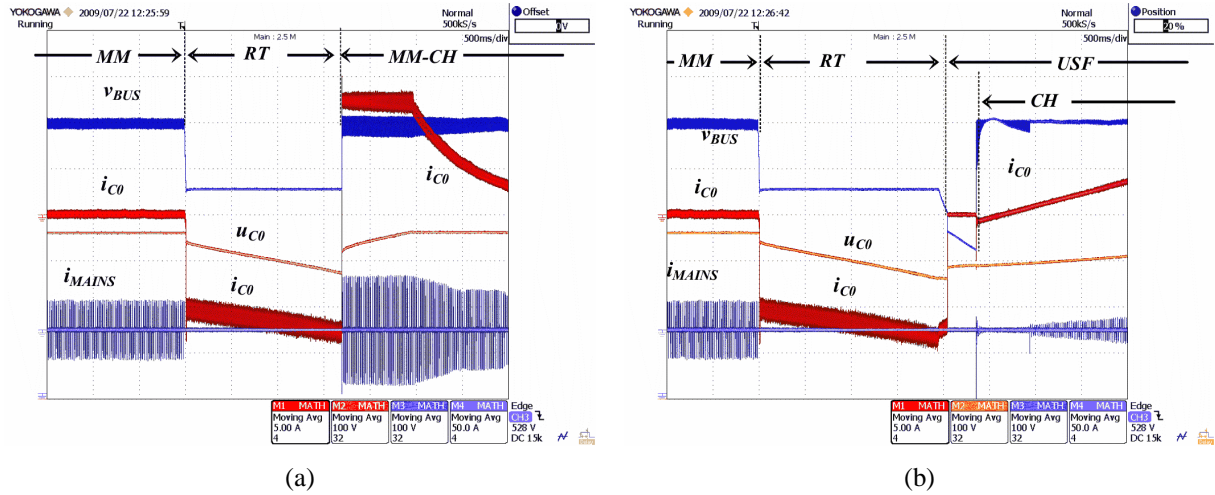 YOKOGAWA 2009/07/22 12:25:59
Running
Normal
500kS/s
500ms/div
Offset
0V
Main : 2.5 M
MM RT MM-CH
vBUS
iC0
iC0
uC0
iMAINS
iC0
M1 MATH M2 MATH M3 MATH M4 MATH
Moving Avg Moving Avg Moving Avg Moving Avg
5.00 A 100 V 100 V 50.0 A
4 32 32 4
Edge
CH3
528 V
DC 15k
(a)
YOKOGAWA 2009/07/22 12:26:42
Running
Normal
500kS/s
500ms/div
Position
20 %
Main : 2.5 M
MM RT USF
CH
vBUS
iC0
iC0
uC0
iMAINS
iC0
M1 MATH M2 MATH M3 MATH M4 MATH
Moving Avg Moving Avg Moving Avg Moving Avg
5.00 A 100 V 100 V 50.0 A
4 32 32 4
Edge
CH3
528 V
DC 15k
(b)